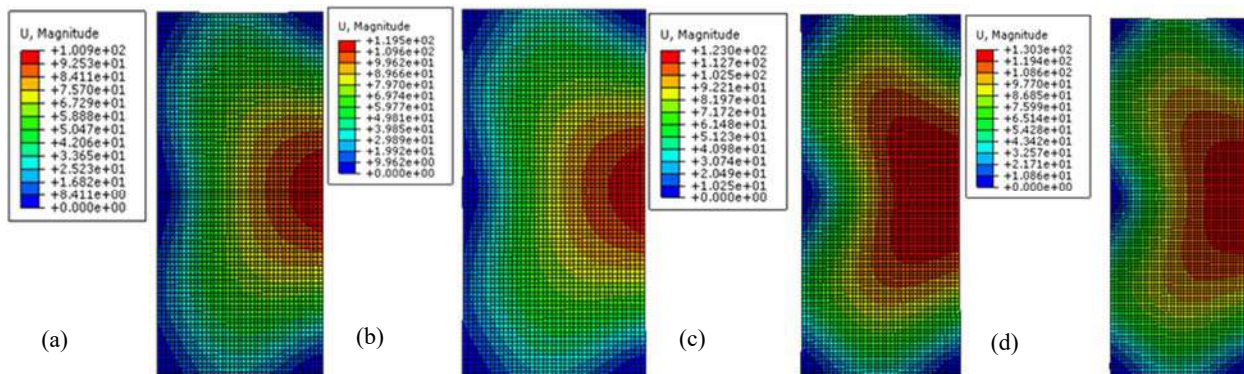 U, Magnitude
+1.009e+02
+9.253e+01
+8.411e+01
+7.570e+01
+6.729e+01
+5.888e+01
+5.047e+01
+4.206e+01
+3.365e+01
+2.523e+01
+1.682e+01
+8.411e+00
+0.000e+00
(a)
U, Magnitude
+1.195e+02
+1.096e+02
+9.962e+01
+8.966e+01
+7.970e+01
+6.974e+01
+5.977e+01
+4.981e+01
+3.985e+01
+2.989e+01
+1.992e+01
+9.962e+00
+0.000e+00
(b)
U, Magnitude
+1.230e+02
+1.127e+02
+1.025e+02
+9.221e+01
+8.197e+01
+7.172e+01
+6.148e+01
+5.123e+01
+4.098e+01
+3.074e+01
+2.049e+01
+1.025e+01
+0.000e+00
(c)
U, Magnitude
+1.303e+02
+1.194e+02
+1.086e+02
+9.770e+01
+8.685e+01
+7.599e+01
+6.514e+01
+5.428e+01
+4.342e+01
+3.257e+01
+2.171e+01
+1.086e+01
+0.000e+00
(d)